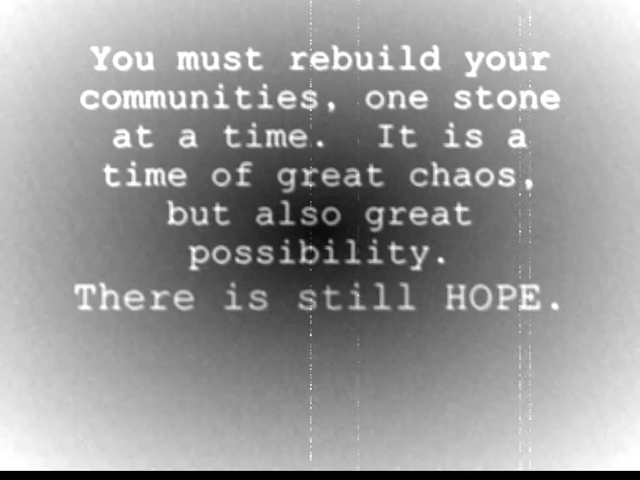 You must rebuild your
communities, one stone
at a time.  It is a
time of great chaos,
but also great
possibility.
There is still HOPE.